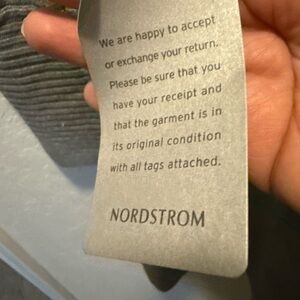 We are happy to accept
or exchange your return.
Please be sure that you
have your receipt and
that the garment is in
its original condition
with all tags attached.
NORDSTROM